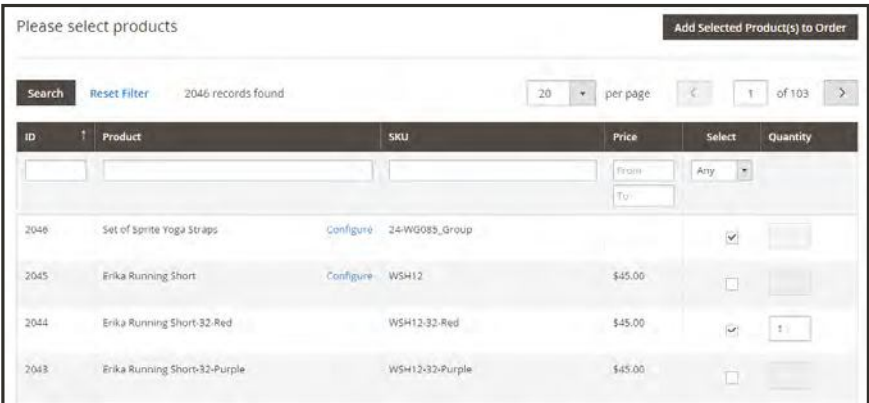 Please select products
Add Selected Product(s) to Order
Search Reset Filter 2046 records found 20 per page 1 of 103
ID Product SKU Price Select Quantity
From Any
To
2046 Set of Sprite Yoga Straps Configure 24-WG085_Group
2045 Erika Running Short Configure WSH12 $45.00
2044 Erika Running Short-32-Red WSH12-32-Red $45.00 1
2043 Erika Running Short-32-Purple WSH12-32-Purple $45.00